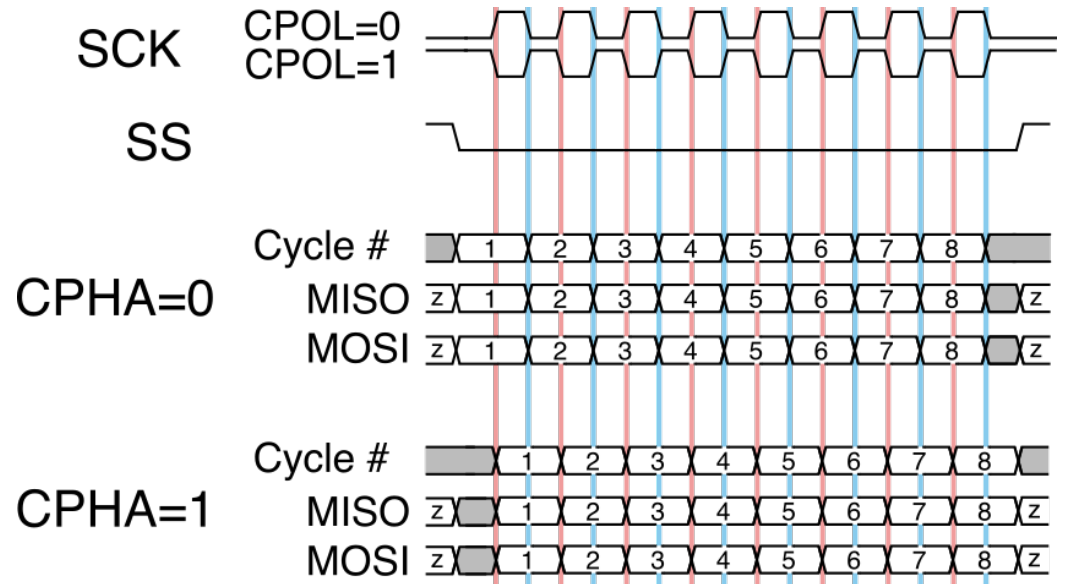 SCK CPOL=0
CPOL=1
SS
Cycle # 1 2 3 4 5 6 7 8
CPHA=0
MISO z 1 2 3 4 5 6 7 8 z
MOSI z 1 2 3 4 5 6 7 8 z
Cycle # 1 2 3 4 5 6 7 8
CPHA=1
MISO z 1 2 3 4 5 6 7 8 z
MOSI z 1 2 3 4 5 6 7 8 z